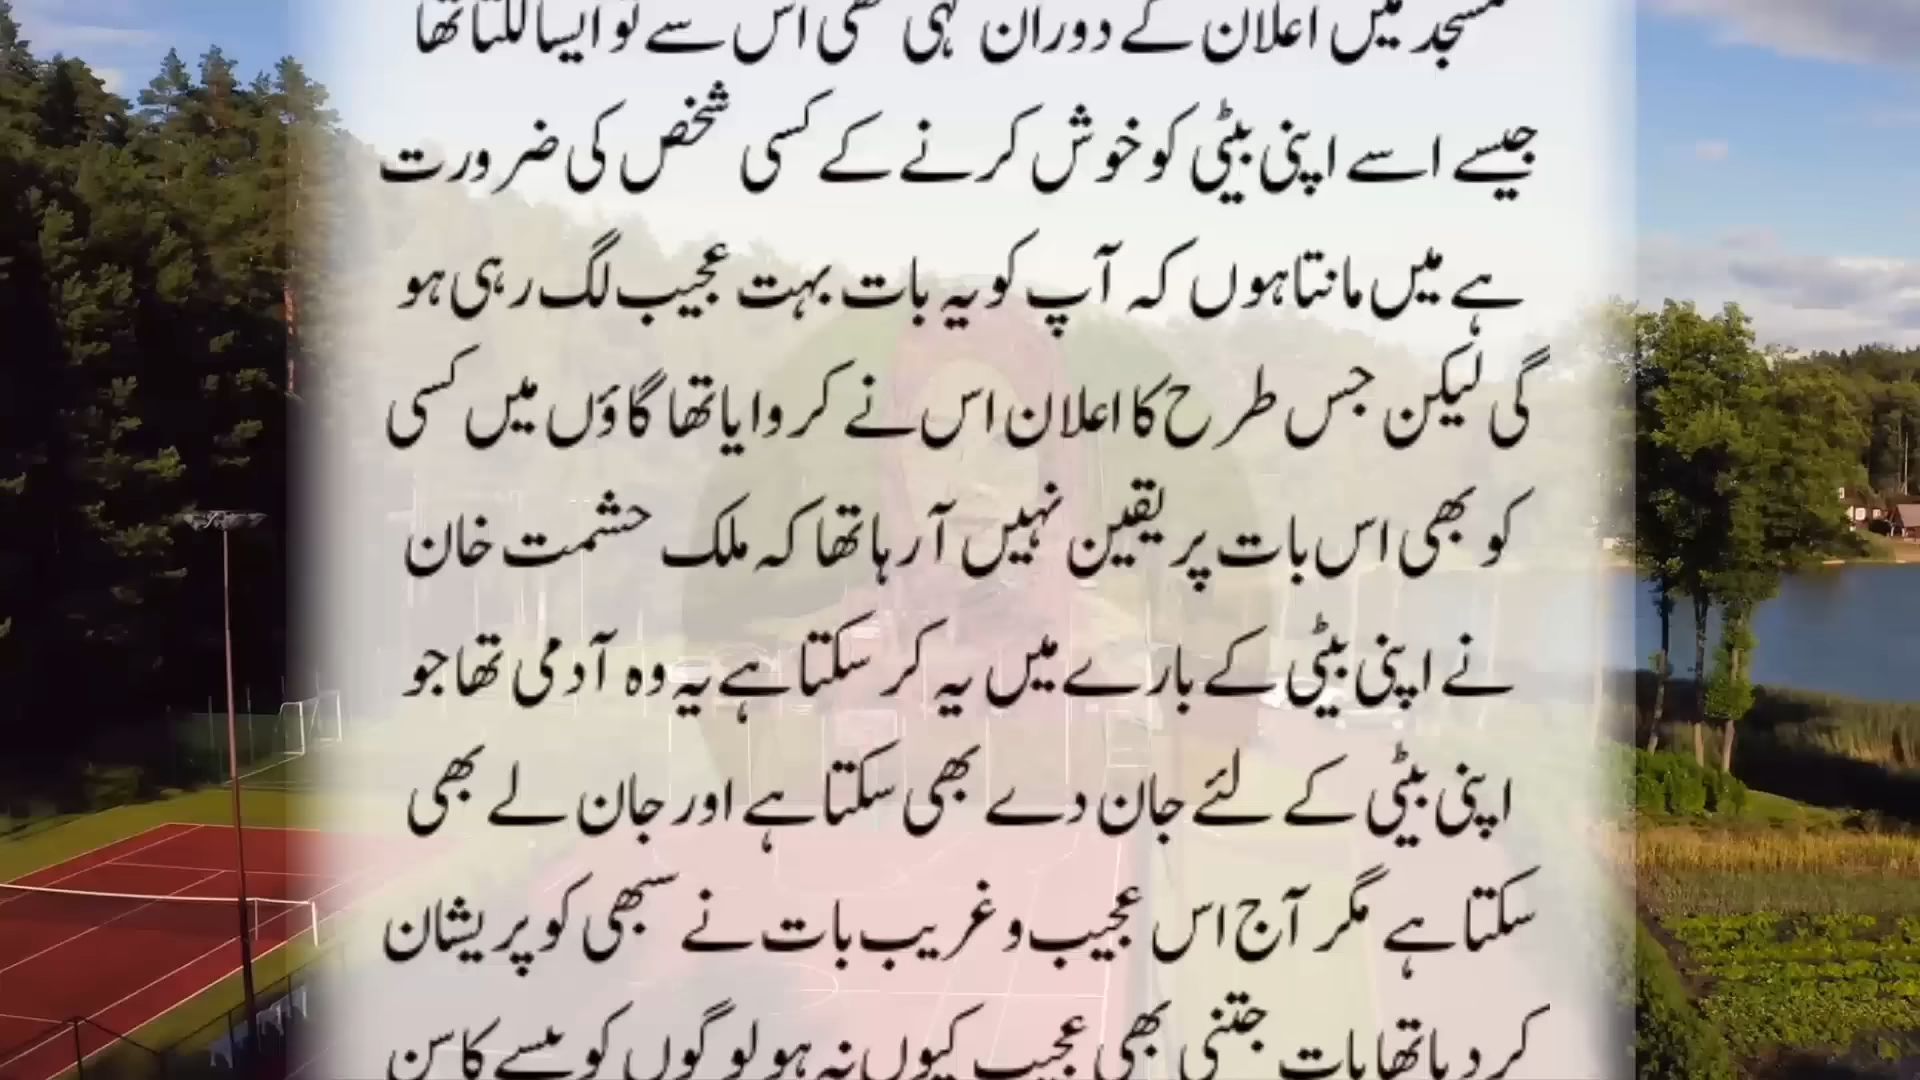 مسجد میں اعلان کے دوران کہی تھی اس سے تو ایسا لگتا تھا
جیسے اسے اپنی بیٹی کو خوش کرنے کے کسی شخص کی ضرورت
ہے میں مانتا ہوں کہ آپ کو یہ بات بہت عجیب لگ رہی ہو
گی لیکن جس طرح کا اعلان اس نے کروایا تھا گاؤں میں کسی
کو بھی اس بات پر یقین نہیں آ رہا تھا کہ ملک حشمت خان
نے اپنی بیٹی کے بارے میں یہ کر سکتا ہے یہ وہ آدمی تھا جو
اپنی بیٹی کے لئے جان دے بھی سکتا ہے اور جان لے بھی
سکتا ہے مگر آج اس عجیب و غریب بات نے سبھی کو پریشان
کر دیا تھا بات جتنی بھی عجیب کیوں نہ ہو لوگوں کو پیسے کا سن